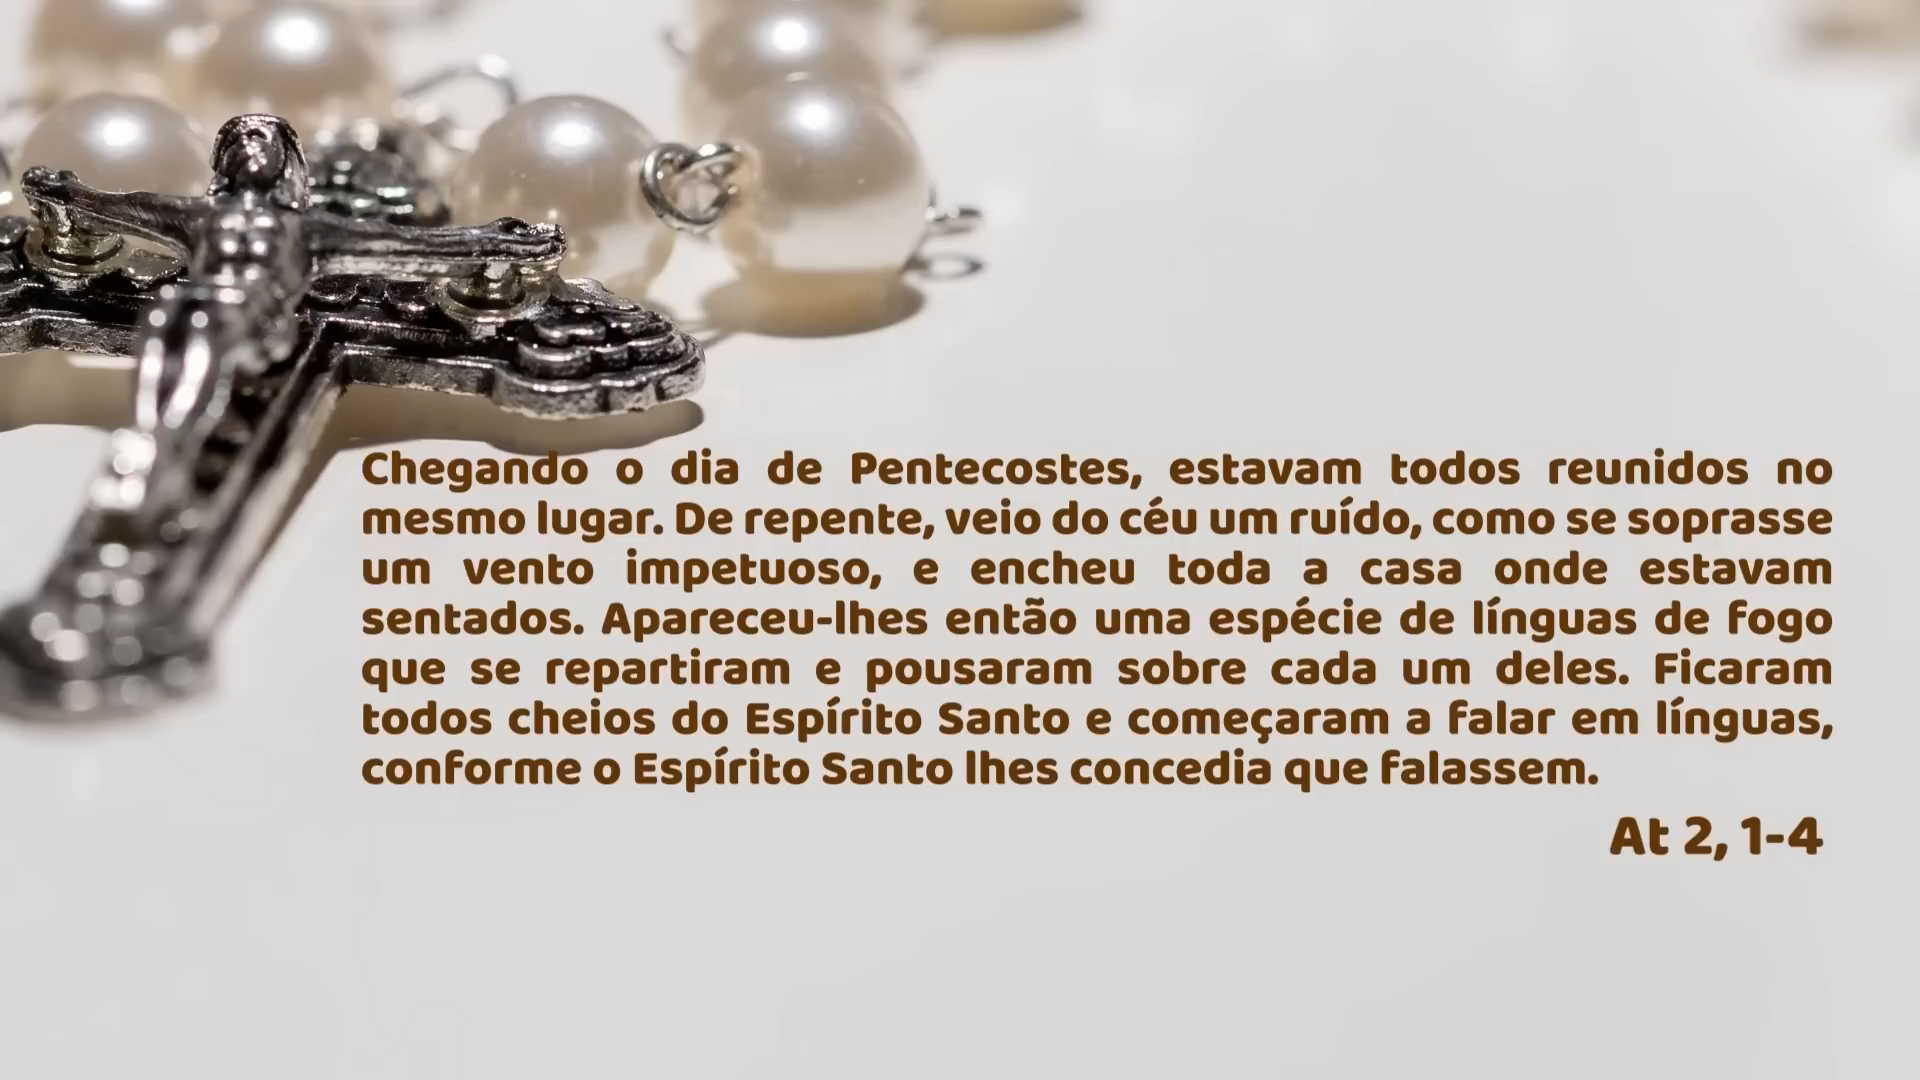 Chegando o dia de Pentecostes, estavam todos reunidos no
mesmo lugar. De repente, veio do céu um ruído, como se soprasse
um vento impetuoso, e encheu toda a casa onde estavam
sentados. Apareceu-lhes então uma espécie de línguas de fogo
que se repartiram e pousaram sobre cada um deles. Ficaram
todos cheios do Espírito Santo e começaram a falar em línguas,
conforme o Espírito Santo lhes concedia que falassem.
At 2, 1-4